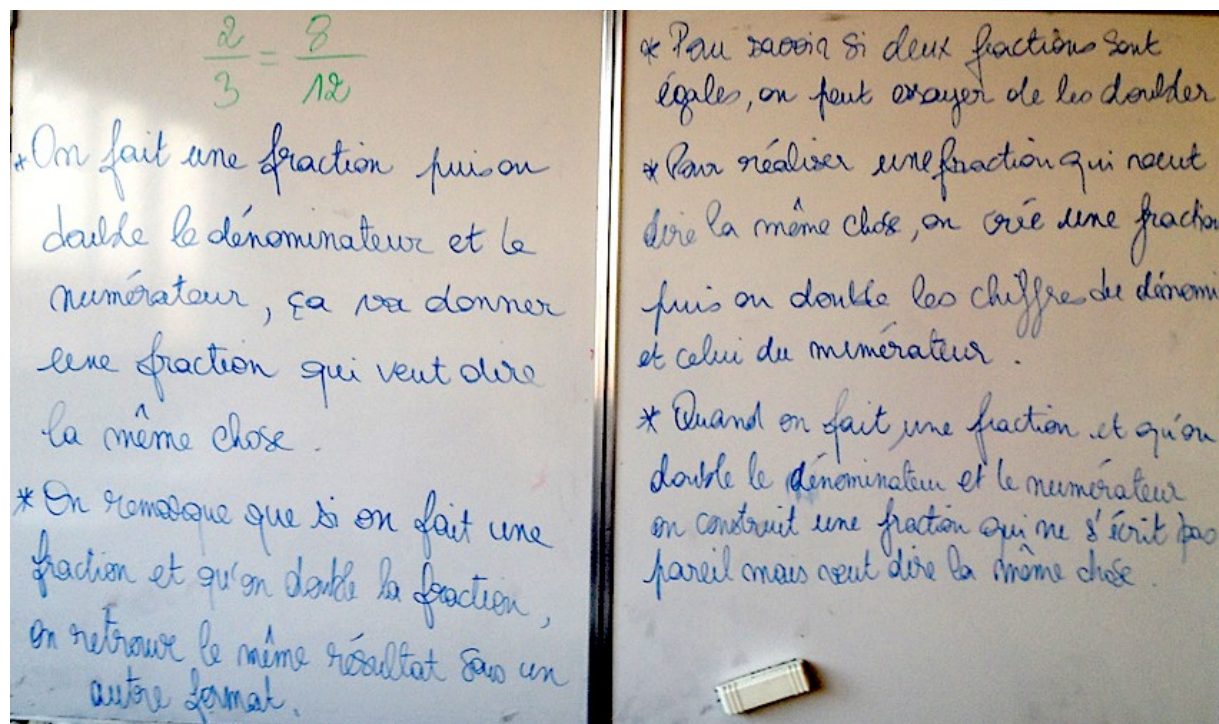 2/3 = 8/12
* On fait une fraction puis on
double le dénominateur et le
numérateur, ça va donner
une fraction qui veut dire
la même chose.
* On remarque que si on fait une
fraction et qu'on double la fraction,
on retrouve le même résultat sous un
autre format.
* Pour savoir si deux fractions sont
égales, on peut essayer de les doubler
* Pour réaliser une fraction qui veut
dire la même chose, on crée une fraction
puis on double les chiffres du dénomi
et celui du numérateur.
* Quand on fait une fraction et qu'on
double le dénominateur et le numérateur
on construit une fraction qui ne s'écrit pas
pareil mais veut dire la même chose.